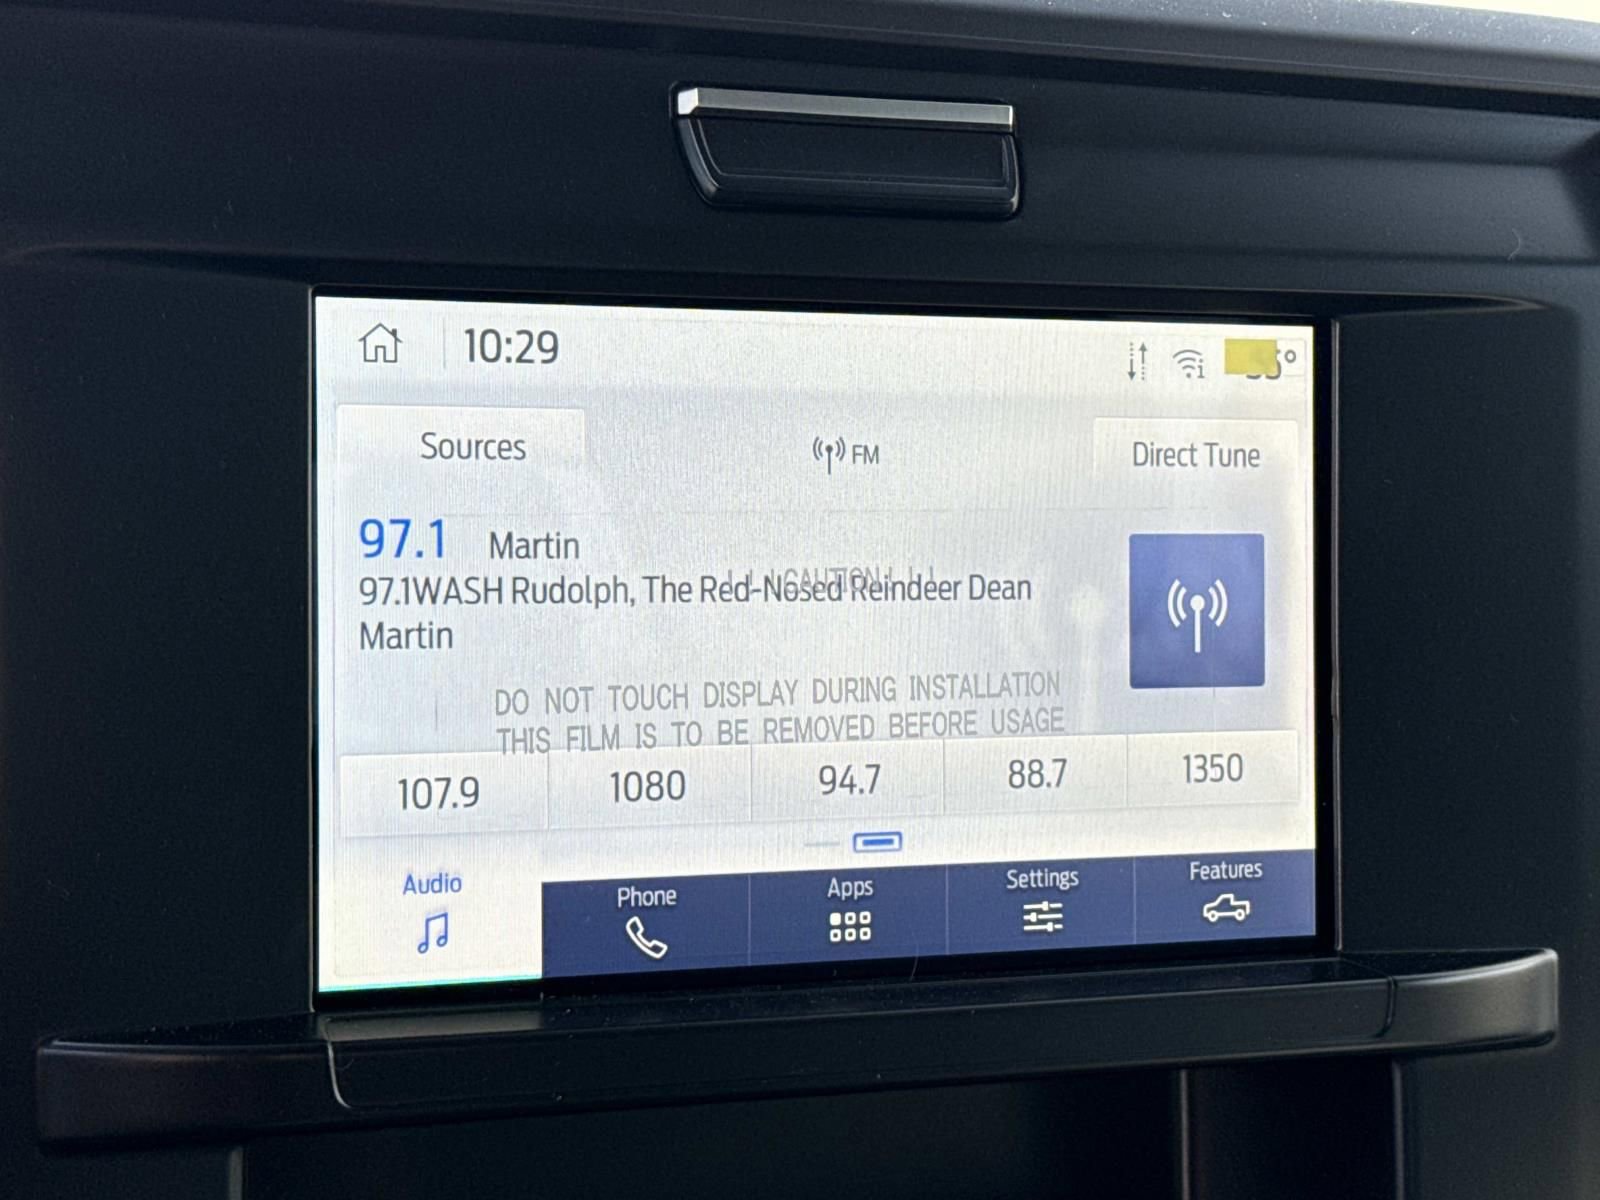 10:29
Sources
FM
Direct Tune
97.1 Martin
97.1WASH Rudolph, The Red-Nosed Reindeer Dean
Martin
CAUTION
DO NOT TOUCH DISPLAY DURING INSTALLATION
THIS FILM IS TO BE REMOVED BEFORE USAGE
107.9 1080 94.7 88.7 1350
Audio Phone Apps Settings Features